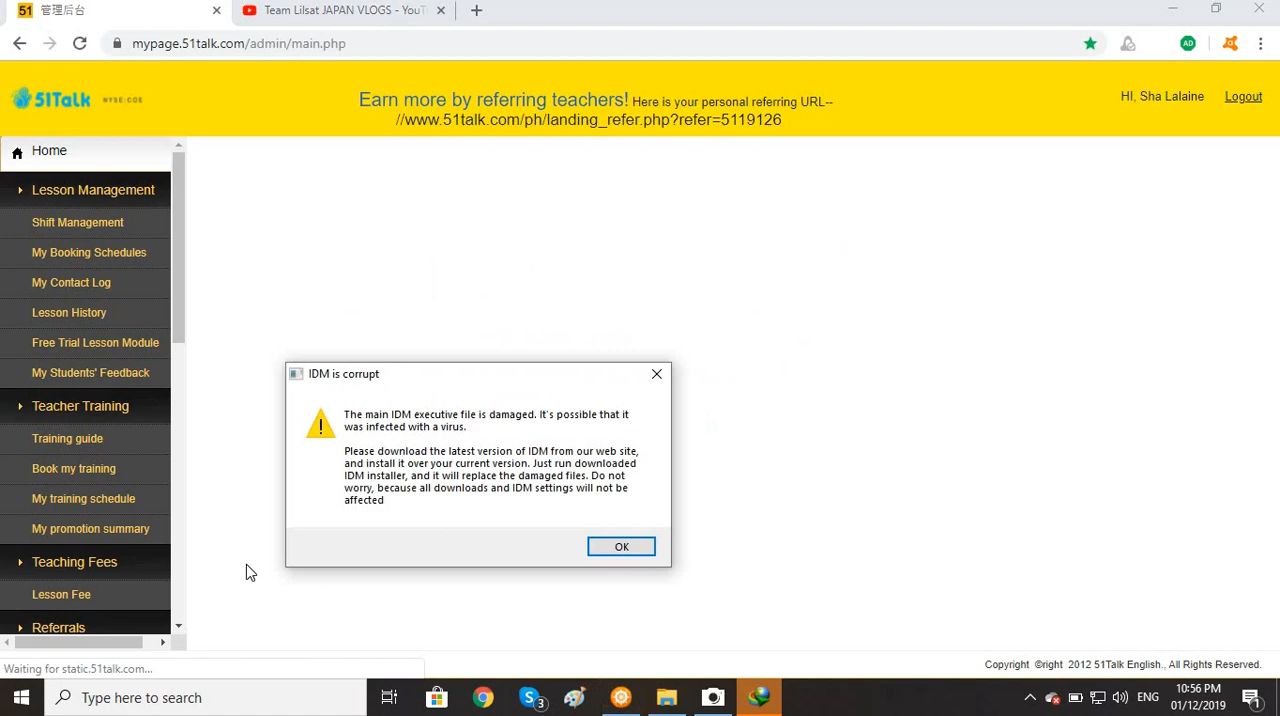 51 管理后台
Team Lilsat JAPAN VLOGS - YouT
mypage.51talk.com/admin/main.php
AD
51Talk
Earn more by referring teachers! Here is your personal referring URL--
//www.51talk.com/ph/landing_refer.php?refer=5119126
HI, Sha Lalaine
Logout
Home
Lesson Management
Shift Management
My Booking Schedules
My Contact Log
Lesson History
Free Trial Lesson Module
My Students' Feedback
Teacher Training
Training guide
Book my training
My training schedule
My promotion summary
Teaching Fees
Lesson Fee
Referrals
IDM is corrupt
The main IDM executive file is damaged. It's possible that it
was infected with a virus.
Please download the latest version of IDM from our web site,
and install it over your current version. Just run downloaded
IDM installer, and it will replace the damaged files. Do not
worry, because all downloads and IDM settings will not be
affected
OK
Waiting for static.51talk.com...
Copyright ©right 2012 51Talk English., All Rights Reserved.
Type here to search
3
ENG
10:56 PM
01/12/2019
1